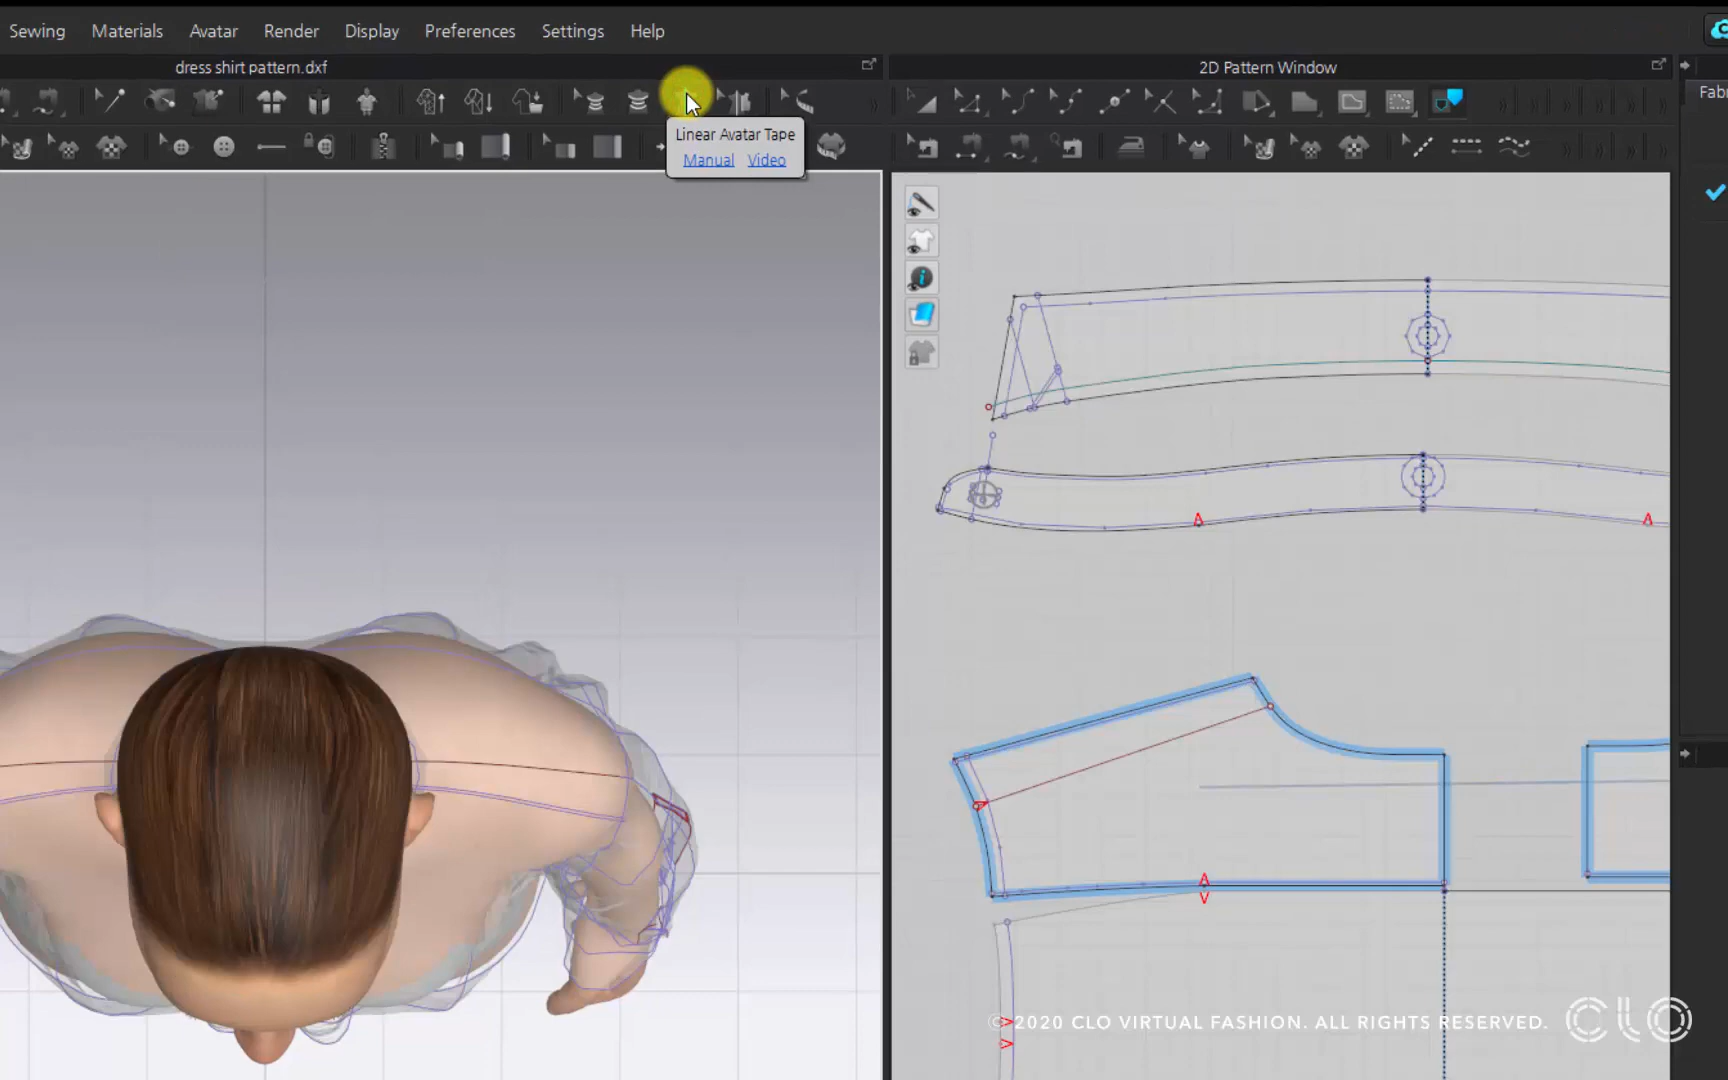 Sewing Materials Avatar Render Display Preferences Settings Help
dress shirt pattern.dxf
2D Pattern Window
Fab
Linear Avatar Tape
Manual Video
A
A
A
V
>
>
© 2020 CLO VIRTUAL FASHION. ALL RIGHTS RESERVED. CLO